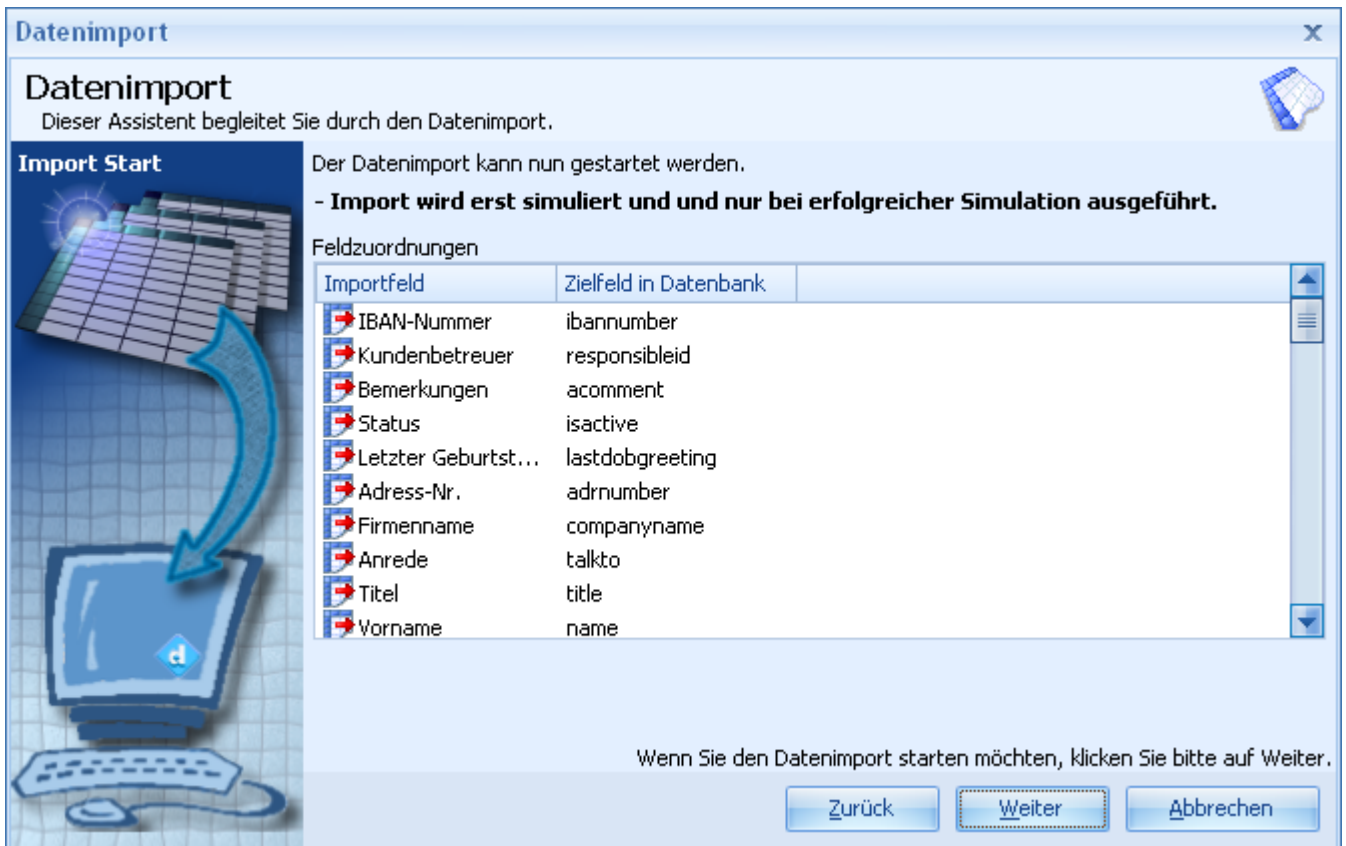 Datenimport
Datenimport
Dieser Assistent begleitet Sie durch den Datenimport.
Import Start
Der Datenimport kann nun gestartet werden.
- Import wird erst simuliert und und nur bei erfolgreicher Simulation ausgeführt.
Feldzuordnungen
Importfeld Zielfeld in Datenbank
IBAN-Nummer ibannumber
Kundenbetreuer responsibleid
Bemerkungen acomment
Status isactive
Letzter Geburtst... lastdobgreeting
Adress-Nr. adrnumber
Firmenname companyname
Anrede talkto
Titel title
Vorname name
d
Wenn Sie den Datenimport starten möchten, klicken Sie bitte auf Weiter.
Zurück Weiter Abbrechen